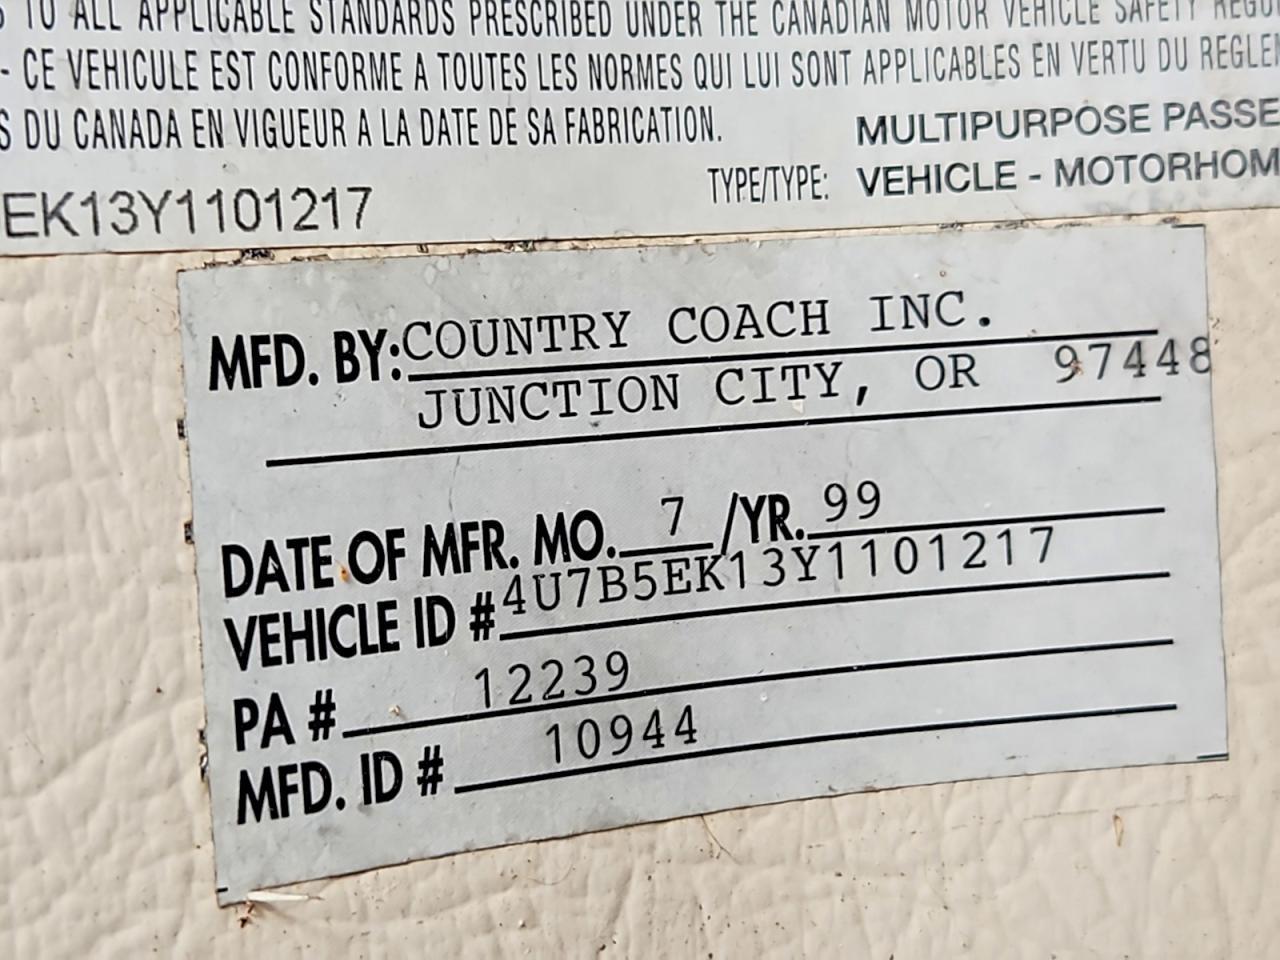 TO ALL APPLICABLE STANDARDS PRESCRIBED UNDER THE CANADIAN MOTOR VEHICLE SAFETY
- CE VEHICULE EST CONFORME A TOUTES LES NORMES QUI LUI SONT APPLICABLES EN VERTU DU REGLE
S DU CANADA EN VIGUEUR A LA DATE DE SA FABRICATION.
MULTIPURPOSE PASSE
TYPE/TYPE: VEHICLE - MOTORHOM
EK13Y1101217
MFD. BY: COUNTRY COACH INC.
JUNCTION CITY, OR 97448
DATE OF MFR. MO. 7 /YR. 99
VEHICLE ID # 4U7B5EK13Y1101217
PA # 12239
MFD. ID # 10944